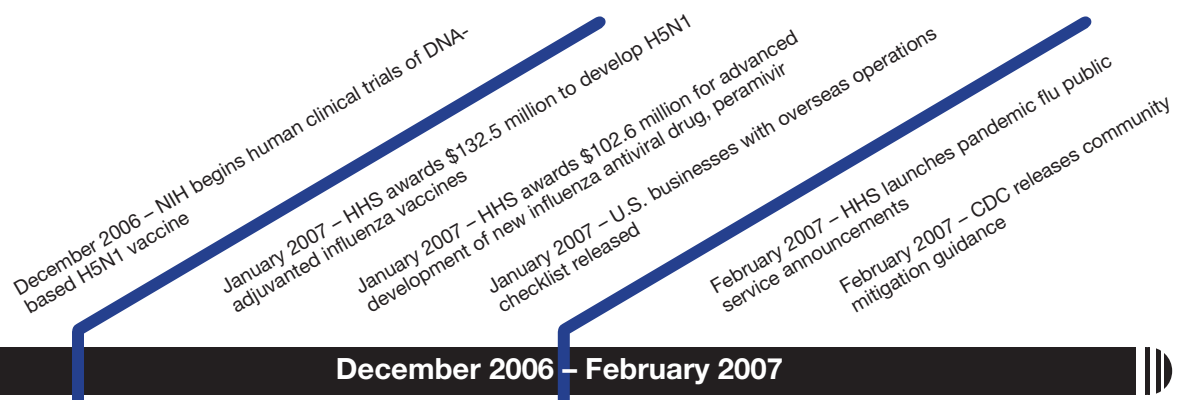 December 2006 – NIH begins human clinical trials of DNA-
based H5N1 vaccine
January 2007 – HHS awards $132.5 million to develop H5N1
adjuvanted influenza vaccines
January 2007 – HHS awards $102.6 million for advanced
development of new influenza antiviral drug, peramivir
January 2007 – U.S. businesses with overseas operations
checklist released
February 2007 – HHS launches pandemic flu public
service announcements
February 2007 – CDC releases community
mitigation guidance
December 2006 – February 2007